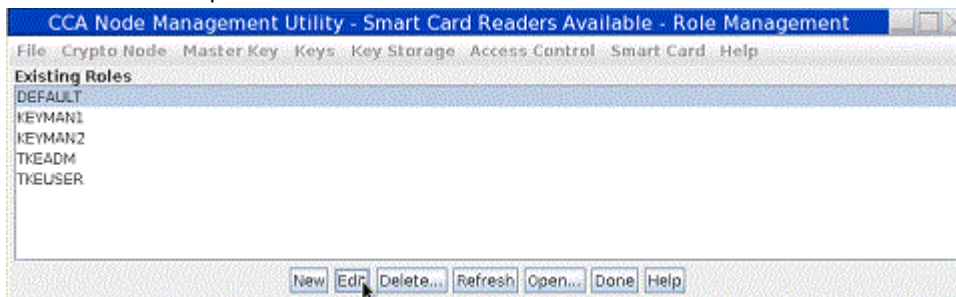 CCA Node Management Utility - Smart Card Readers Available - Role Management
File Crypto Node Master Key Keys Key Storage Access Control Smart Card Help
Existing Roles
DEFAULT
KEYMAN1
KEYMAN2
TKEADM
TKEUSER
New Edit Delete... Refresh Open... Done Help